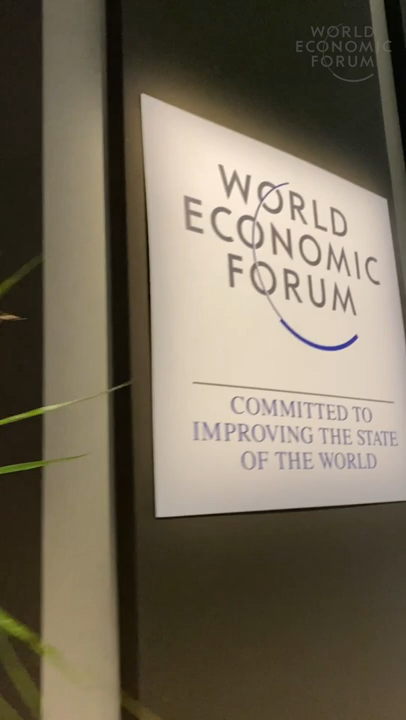 WORLD
ECONOMIC
FORUM
WORLD
ECONOMIC
FORUM
COMMITTED TO
IMPROVING THE STATE
OF THE WORLD